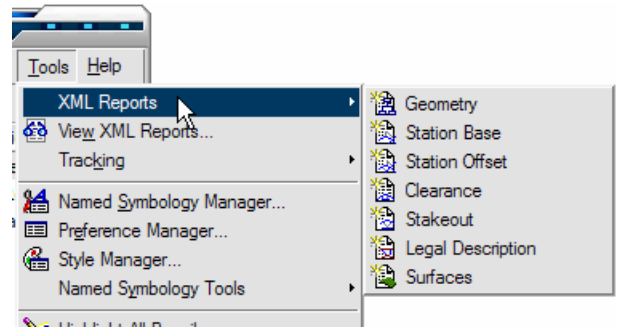 Tools Help
XML Reports
View XML Reports...
Tracking
Named Symbology Manager...
Preference Manager...
Style Manager...
Named Symbology Tools
Geometry
Station Base
Station Offset
Clearance
Stakeout
Legal Description
Surfaces